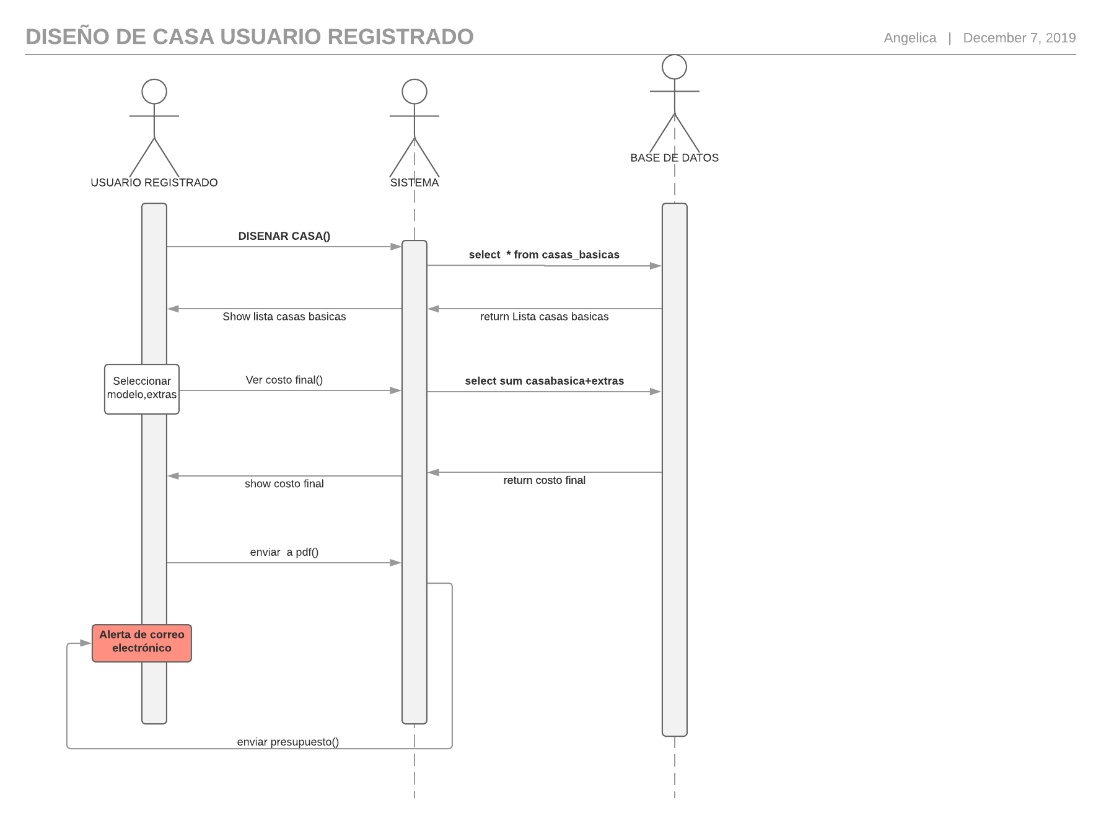 DISEÑO DE CASA USUARIO REGISTRADO
Angelica | December 7, 2019
USUARIO REGISTRADO
SISTEMA
BASE DE DATOS
DISENAR CASA()
select * from casas_basicas
Show lista casas basicas
return Lista casas basicas
Seleccionar
modelo,extras
Ver costo final()
select sum casabasica+extras
show costo final
return costo final
enviar a pdf()
Alerta de correo
electrónico
enviar presupuesto()